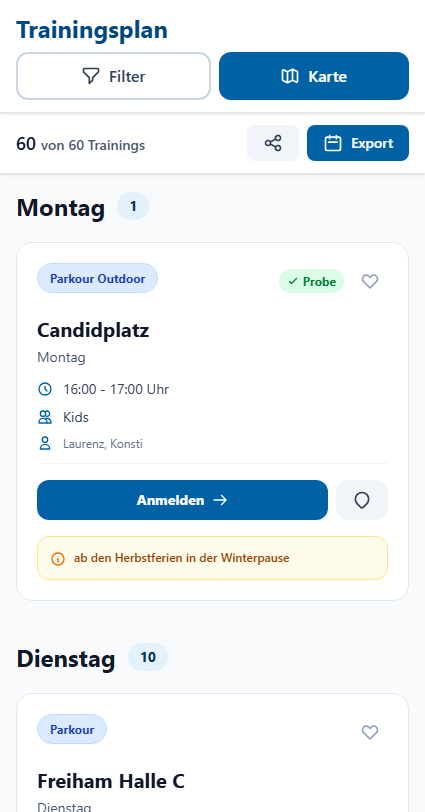 Trainingsplan
Filter
Karte
60 von 60 Trainings
Export
Montag 1
Parkour Outdoor
Probe
Candidplatz
Montag
16:00 - 17:00 Uhr
Kids
Laurenz, Konsti
Anmelden
ab den Herbstferien in der Winterpause
Dienstag 10
Parkour
Freiham Halle C
Dienstag